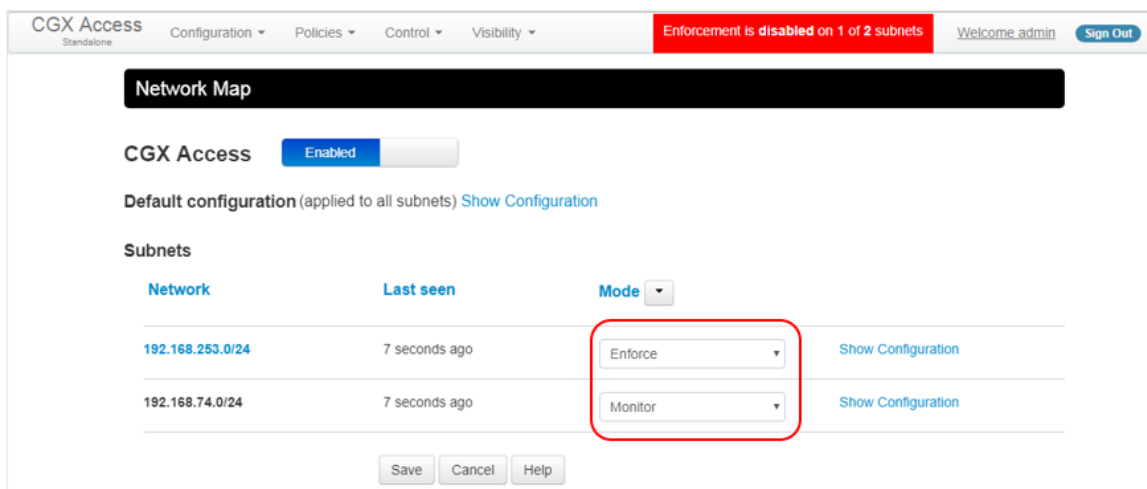 CGX Access Configuration Policies Control Visibility Enforcement is disabled on 1 of 2 subnets Welcome admin Sign Out
Standalone
Network Map
CGX Access Enabled
Default configuration (applied to all subnets) Show Configuration
Subnets
Network Last seen Mode
192.168.253.0/24 7 seconds ago Enforce Show Configuration
192.168.74.0/24 7 seconds ago Monitor Show Configuration
Save Cancel Help